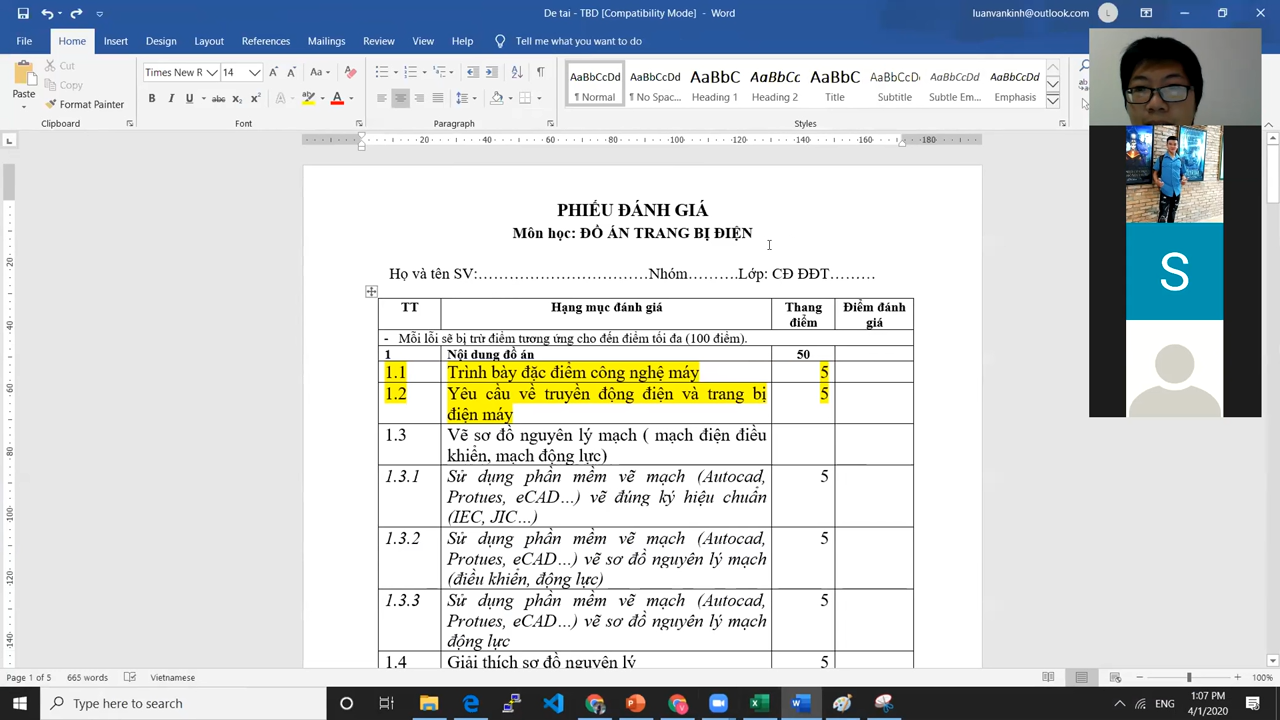 De tai - TBD [Compatibility Mode] - Word
luanvankinh@outlook.com
L
File Home Insert Design Layout References Mailings Review View Help Tell me what you want to do
Paste
Cut
Copy
Format Painter
Clipboard
Times New R 14
Font
Paragraph
AaBbCcDd AaBbCcDd AaBbC AaBbCc AaBbC AaBbCcDd AaBbCcDd AaBbCcDd
¶ Normal ¶ No Spac... Heading 1 Heading 2 Title Subtitle Subtle Em... Emphasis
Styles
20 20 40 60 80 100 120 140 180
PHIẾU ĐÁNH GIÁ
Môn học: ĐỒ ÁN TRANG BỊ ĐIỆN
Họ và tên SV:……………………………Nhóm……….Lớp: CĐ ĐĐT………
TT Hạng mục đánh giá Thang điểm Điểm đánh giá
- Mỗi lỗi sẽ bị trừ điểm tương ứng cho đến điểm tối đa (100 điểm).
1 Nội dung đồ án 50
1.1 Trình bày đặc điểm công nghệ máy 5
1.2 Yêu cầu về truyền động điện và trang bị 5
điện máy
1.3 Vẽ sơ đồ nguyên lý mạch ( mạch điện điều
khiển, mạch động lực)
1.3.1 Sử dụng phần mềm vẽ mạch (Autocad, 5
Protues, eCAD…) vẽ đúng ký hiệu chuẩn
(IEC, JIC…)
1.3.2 Sử dụng phần mềm vẽ mạch (Autocad, 5
Protues, eCAD…) vẽ sơ đồ nguyên lý mạch
(điều khiển, động lực)
1.3.3 Sử dụng phần mềm vẽ mạch (Autocad, 5
Protues, eCAD…) vẽ sơ đồ nguyên lý mạch
động lực
1.4 Giải thích sơ đồ nguyên lý 5
S
Page 1 of 5 665 words Vietnamese 100%
Type here to search
ENG
1:07 PM
4/1/2020